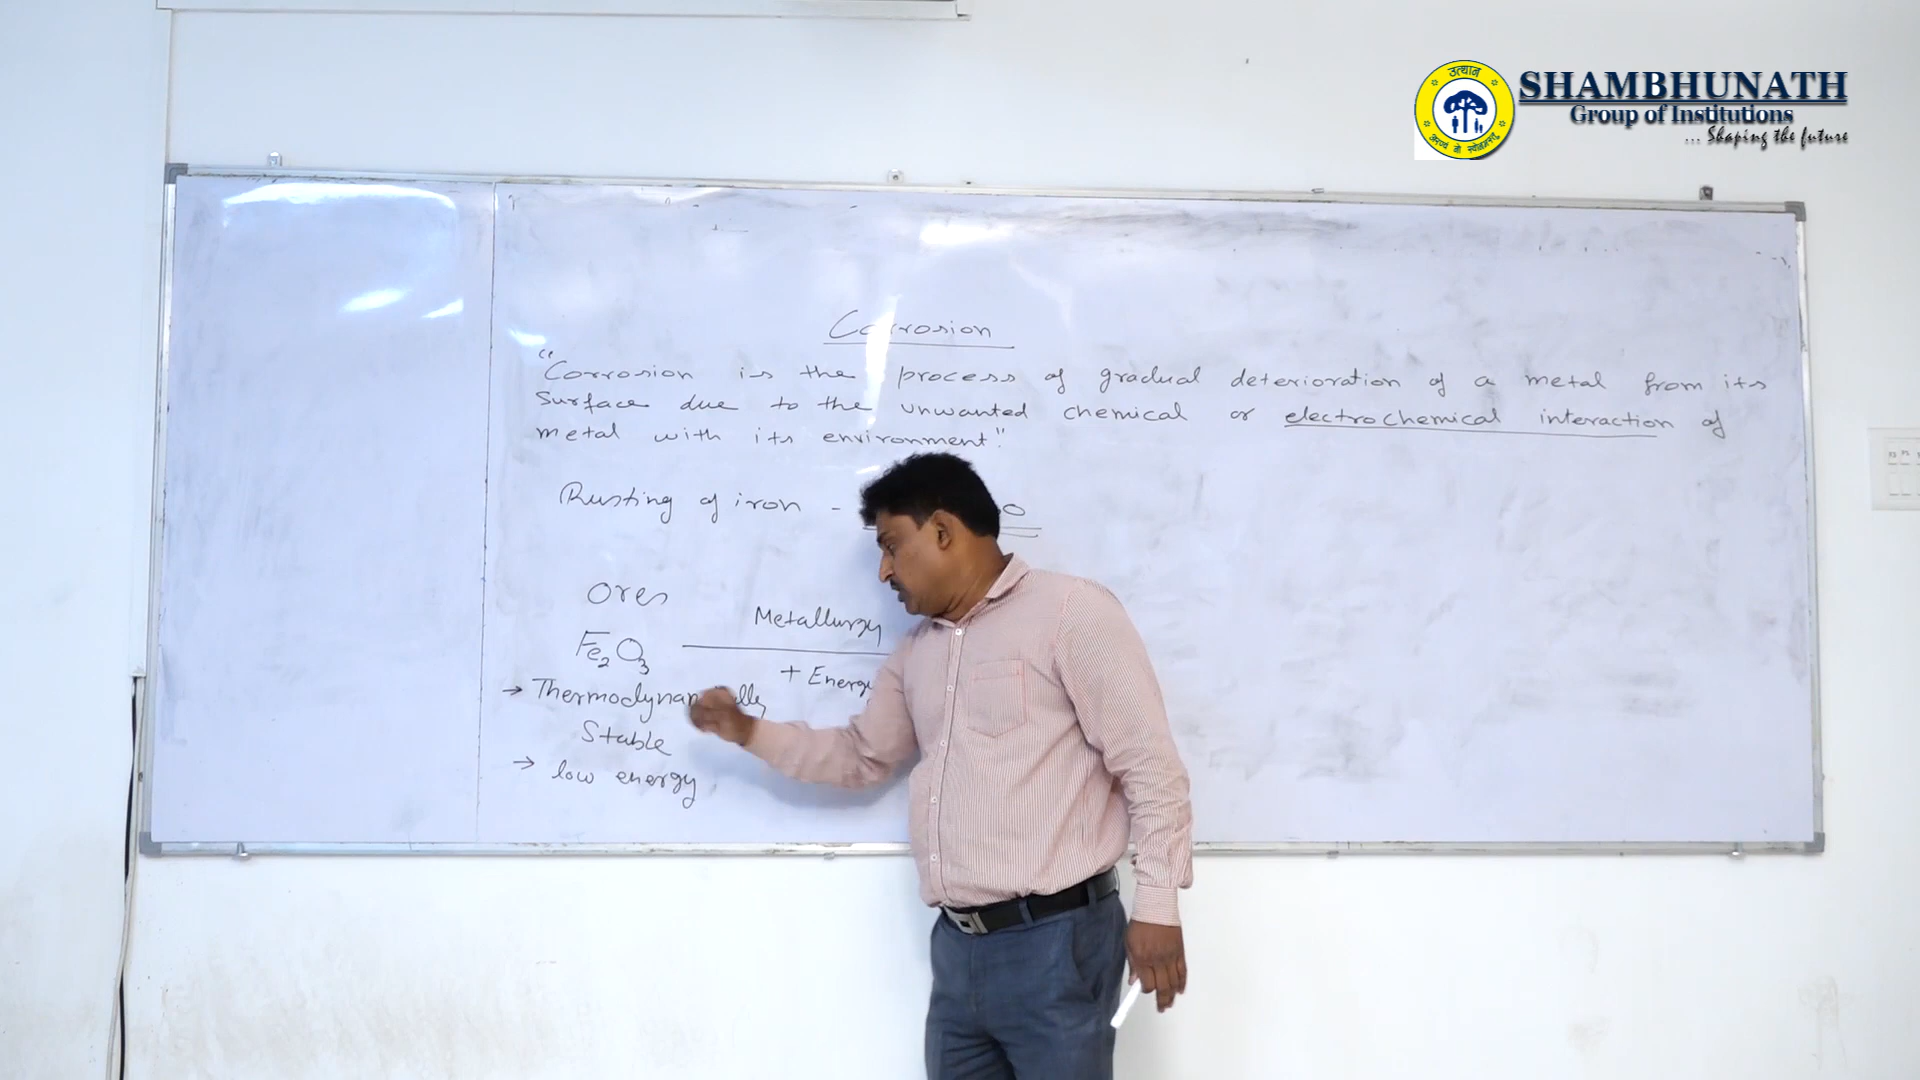 उत्थान
SHAMBHUNATH
Group of Institutions
... Shaping the future
Corrosion
"Corrosion is the process of gradual deterioration of a metal from its
Surface due to the unwanted chemical or electrochemical interaction of
metal with its environment".
Rusting of iron -
Ores
Metallurgy
Fe₂O₃
+ Energy
→ Thermodynamically
Stable
→ low energy